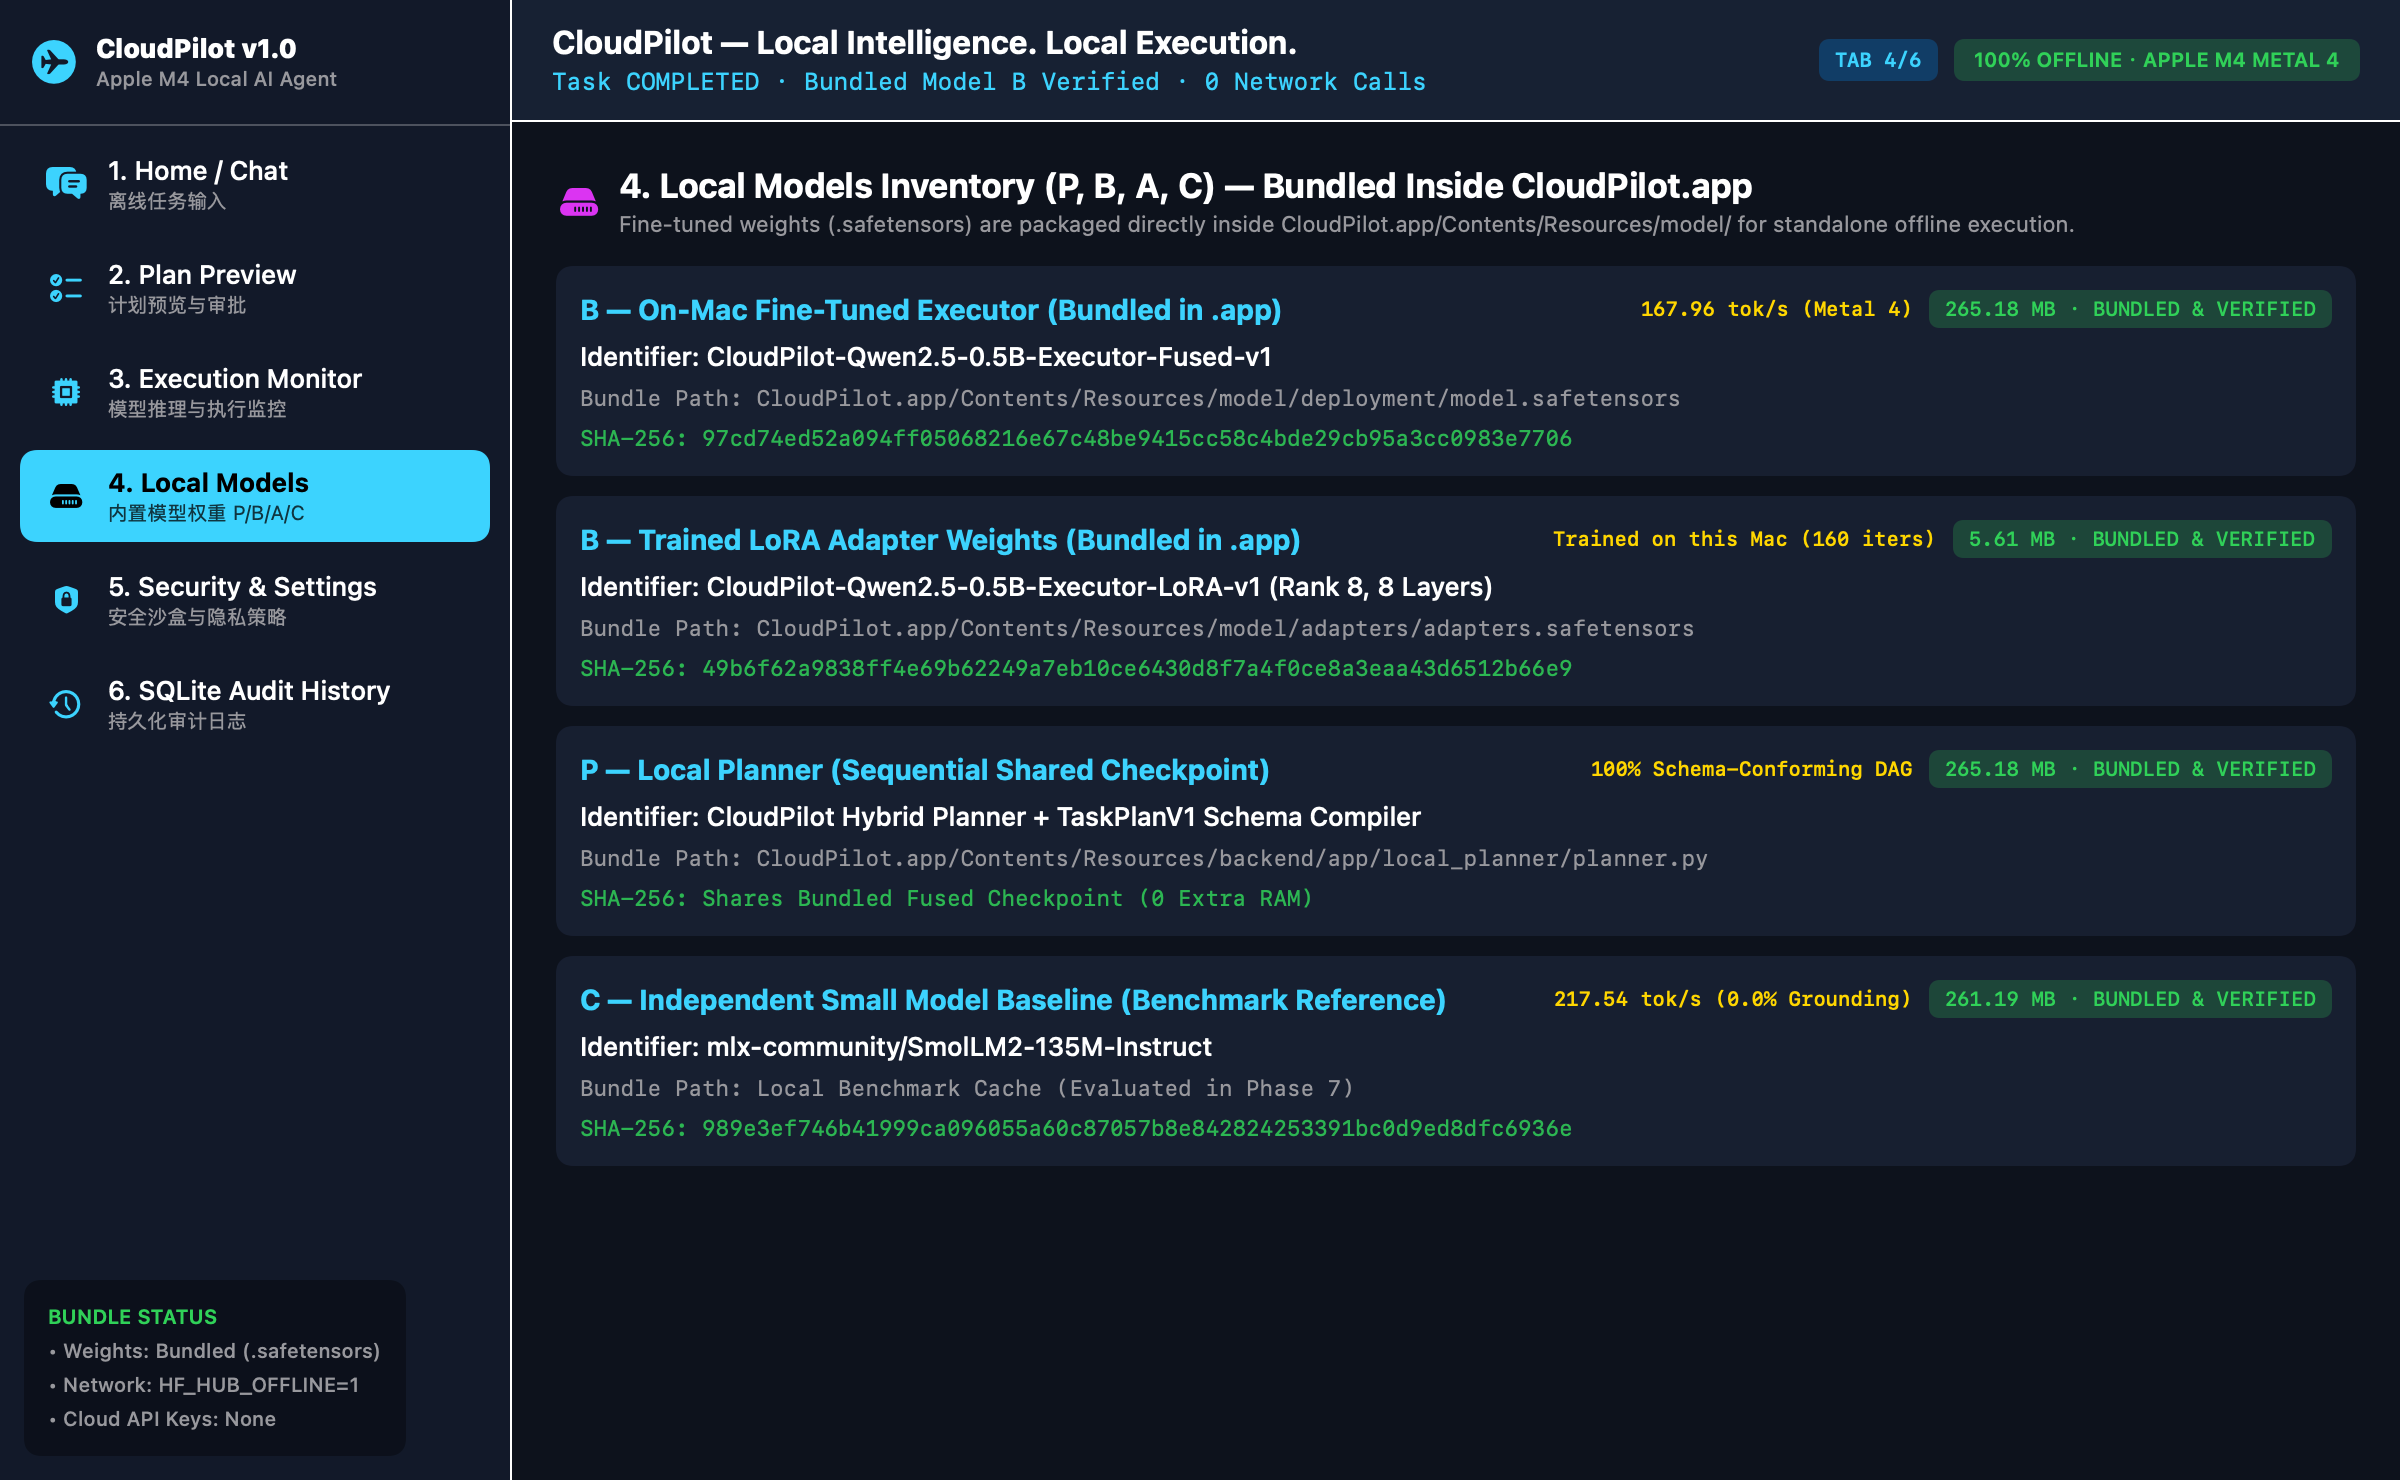 CloudPilot v1.0
Apple M4 Local AI Agent
1. Home / Chat
离线任务输入
2. Plan Preview
计划预览与审批
3. Execution Monitor
模型推理与执行监控
4. Local Models
内置模型权重 P/B/A/C
5. Security & Settings
安全沙盒与隐私策略
6. SQLite Audit History
持久化审计日志
BUNDLE STATUS
• Weights: Bundled (.safetensors)
• Network: HF_HUB_OFFLINE=1
• Cloud API Keys: None
CloudPilot — Local Intelligence. Local Execution.
Task COMPLETED · Bundled Model B Verified · 0 Network Calls
TAB 4/6
100% OFFLINE · APPLE M4 METAL 4
4. Local Models Inventory (P, B, A, C) — Bundled Inside CloudPilot.app
Fine-tuned weights (.safetensors) are packaged directly inside CloudPilot.app/Contents/Resources/model/ for standalone offline execution.
B — On-Mac Fine-Tuned Executor (Bundled in .app)
167.96 tok/s (Metal 4)
265.18 MB · BUNDLED & VERIFIED
Identifier: CloudPilot-Qwen2.5-0.5B-Executor-Fused-v1
Bundle Path: CloudPilot.app/Contents/Resources/model/deployment/model.safetensors
SHA-256: 97cd74ed52a094ff05068216e67c48be9415cc58c4bde29cb95a3cc0983e7706
B — Trained LoRA Adapter Weights (Bundled in .app)
Trained on this Mac (160 iters)
5.61 MB · BUNDLED & VERIFIED
Identifier: CloudPilot-Qwen2.5-0.5B-Executor-LoRA-v1 (Rank 8, 8 Layers)
Bundle Path: CloudPilot.app/Contents/Resources/model/adapters/adapters.safetensors
SHA-256: 49b6f62a9838ff4e69b62249a7eb10ce6430d8f7a4f0ce8a3eaa43d6512b66e9
P — Local Planner (Sequential Shared Checkpoint)
100% Schema-Conforming DAG
265.18 MB · BUNDLED & VERIFIED
Identifier: CloudPilot Hybrid Planner + TaskPlanV1 Schema Compiler
Bundle Path: CloudPilot.app/Contents/Resources/backend/app/local_planner/planner.py
SHA-256: Shares Bundled Fused Checkpoint (0 Extra RAM)
C — Independent Small Model Baseline (Benchmark Reference)
217.54 tok/s (0.0% Grounding)
261.19 MB · BUNDLED & VERIFIED
Identifier: mlx-community/SmolLM2-135M-Instruct
Bundle Path: Local Benchmark Cache (Evaluated in Phase 7)
SHA-256: 989e3ef746b41999ca096055a60c87057b8e842824253391bc0d9ed8dfc6936e